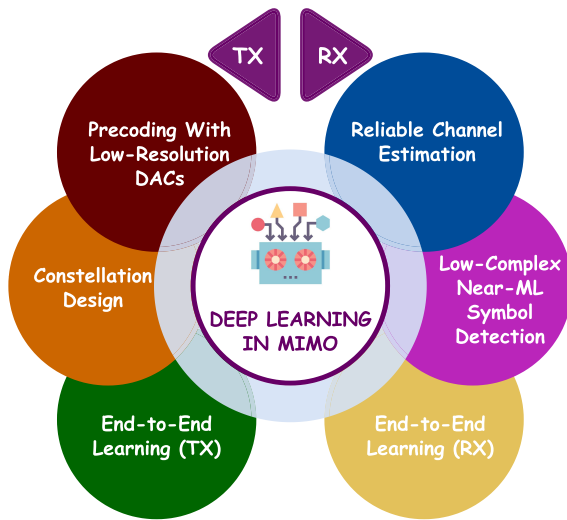 TX
RX
Precoding With
Low-Resolution
DACs
Reliable Channel
Estimation
Constellation
Design
Low-Complex
Near-ML
Symbol
Detection
DEEP LEARNING
IN MIMO
End-to-End
Learning (TX)
End-to-End
Learning (RX)